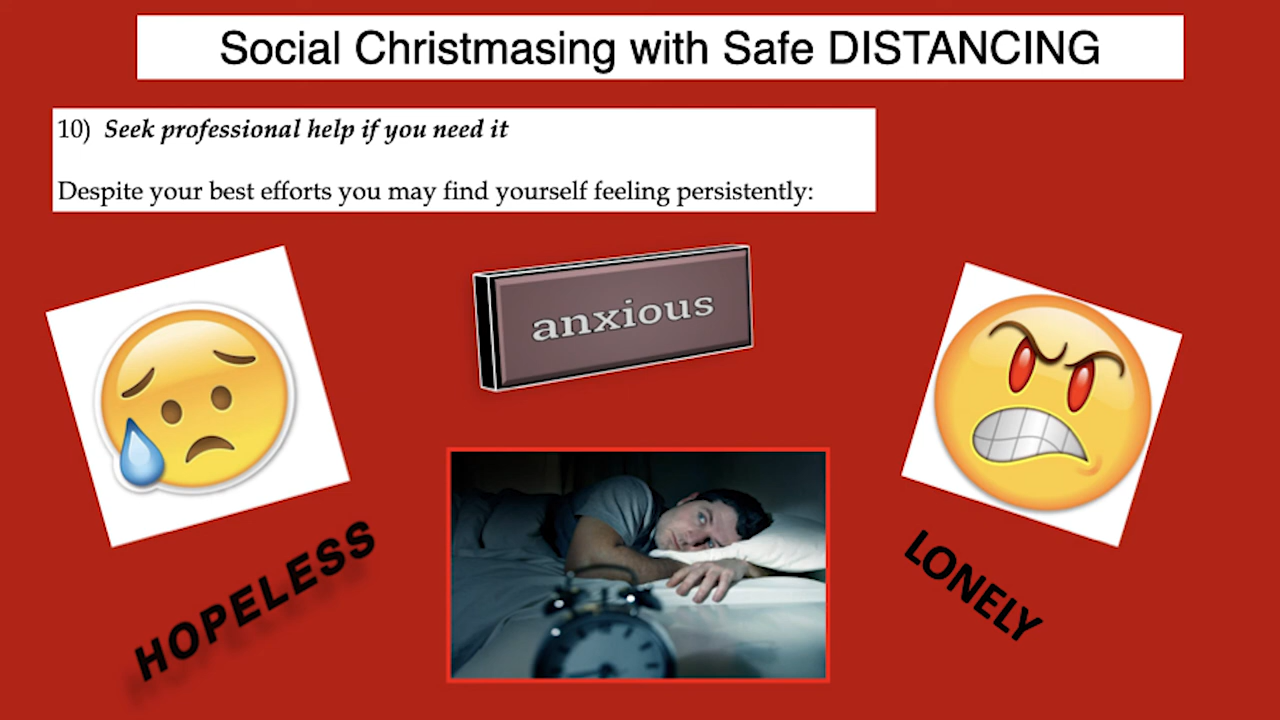 Social Christmasing with Safe DISTANCING
10) Seek professional help if you need it
Despite your best efforts you may find yourself feeling persistently:
anxious
HOPELESS
LONELY